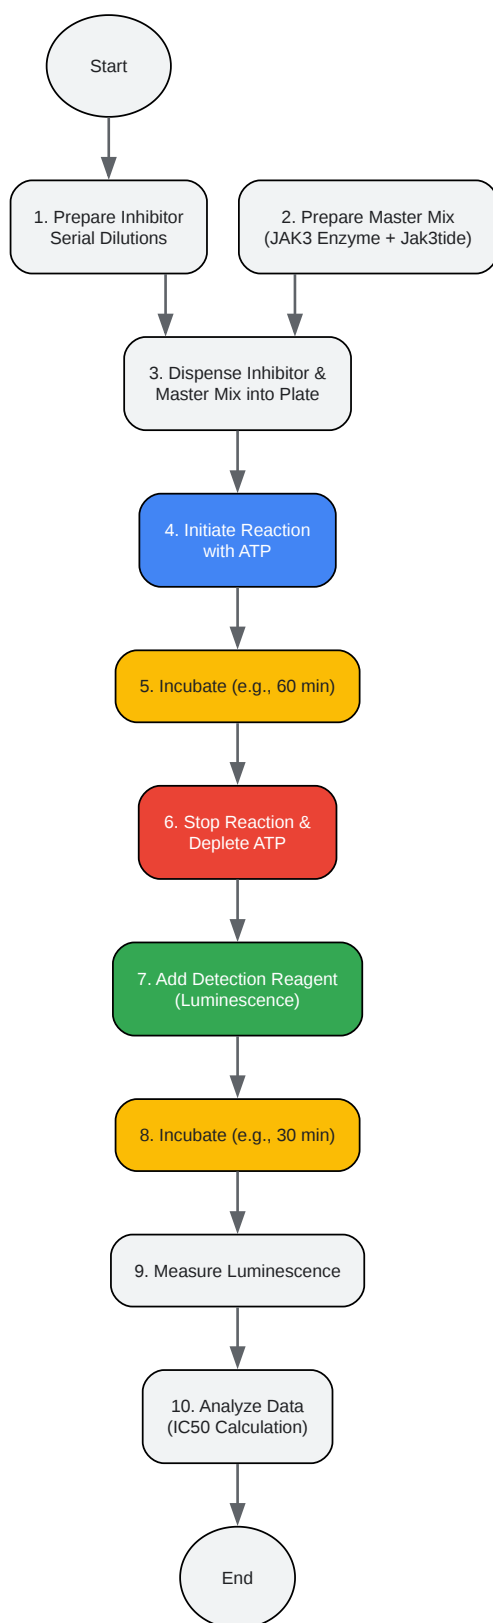 Start
1. Prepare Inhibitor
Serial Dilutions
2. Prepare Master Mix
(JAK3 Enzyme + Jak3tide)
3. Dispense Inhibitor &
Master Mix into Plate
4. Initiate Reaction
with ATP
5. Incubate (e.g., 60 min)
6. Stop Reaction &
Deplete ATP
7. Add Detection Reagent
(Luminescence)
8. Incubate (e.g., 30 min)
9. Measure Luminescence
10. Analyze Data
(IC50 Calculation)
End